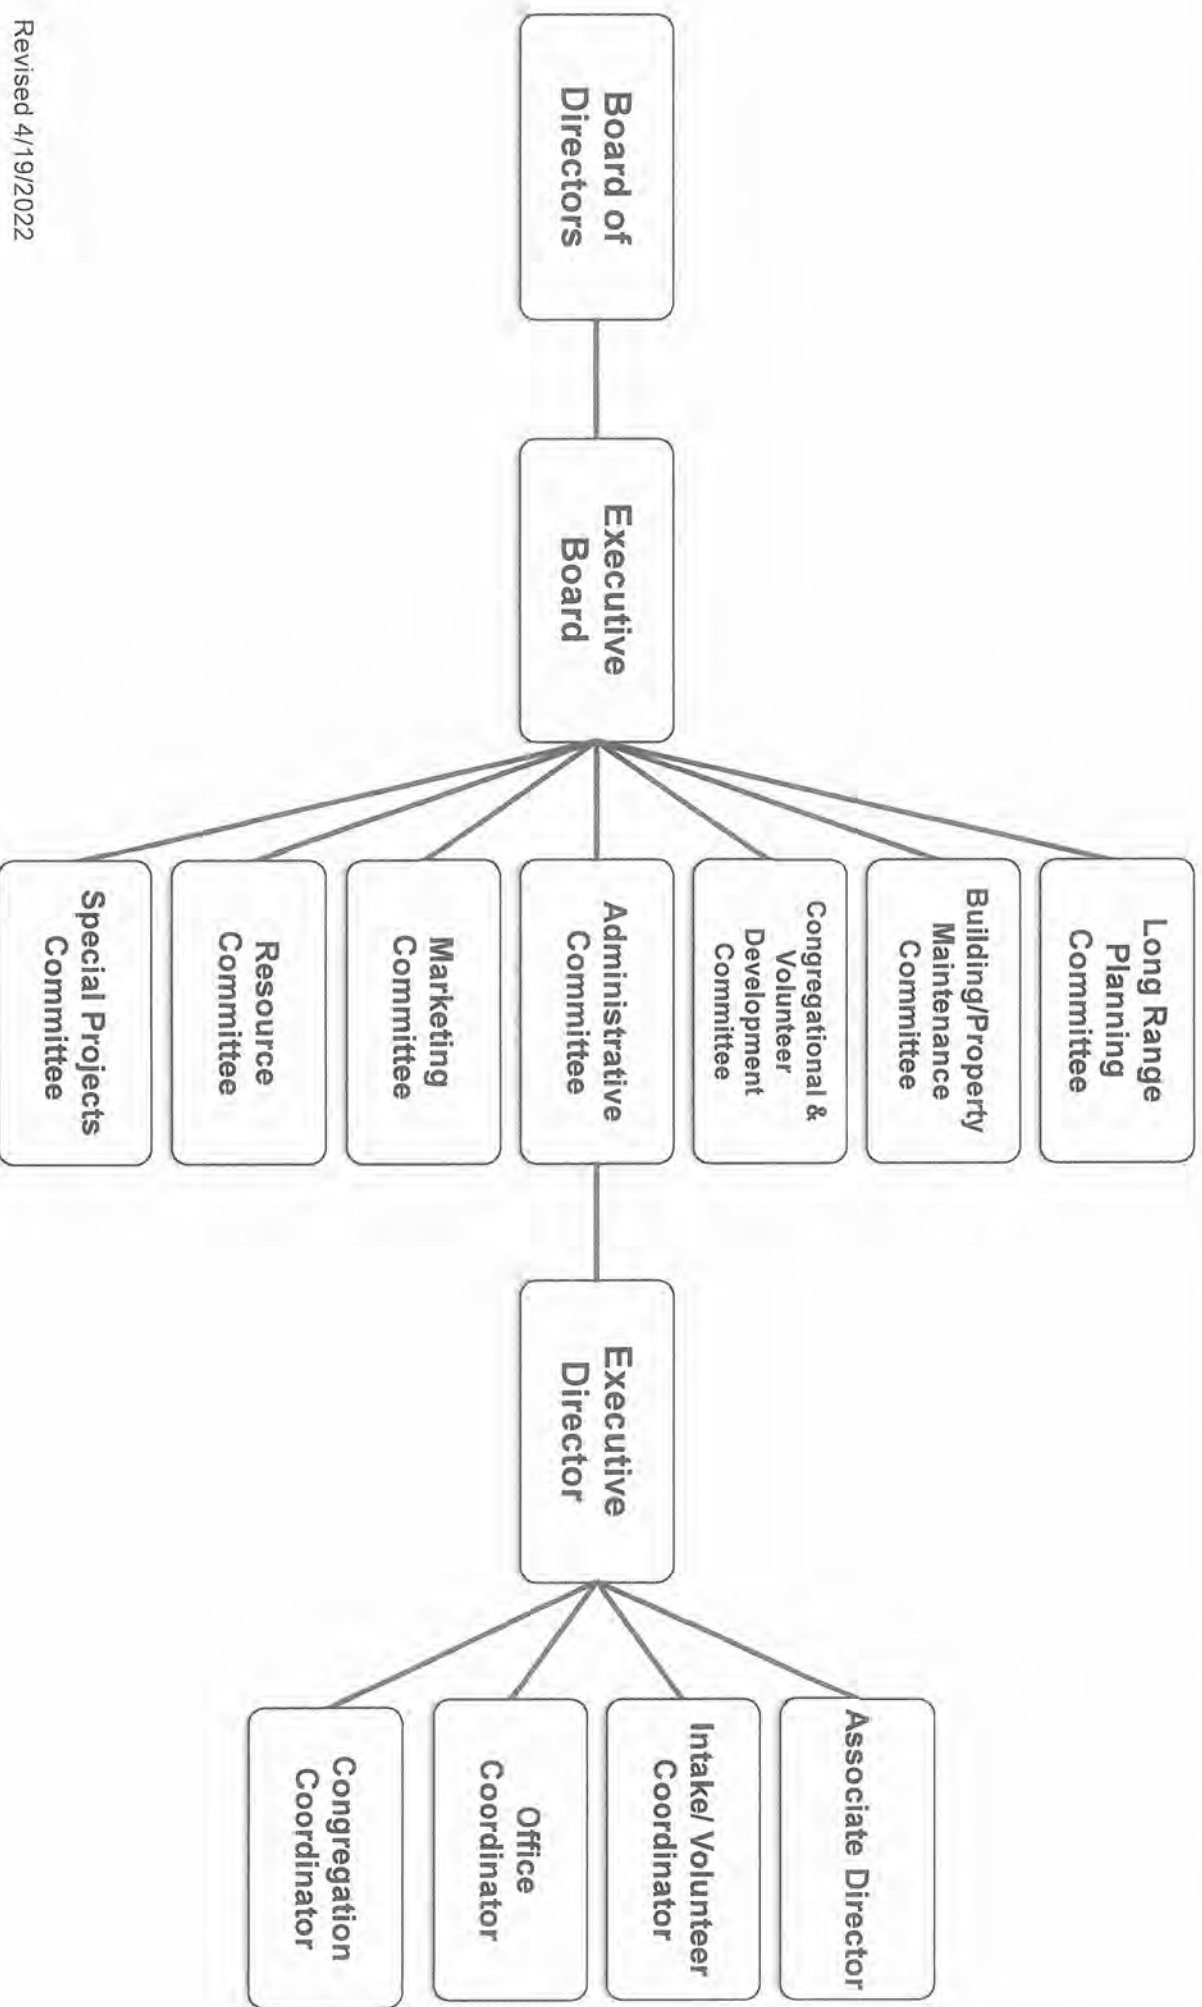 Board of
Directors
Executive
Board
Long Range
Planning
Committee
Building/Property
Maintenance
Committee
Congregational &
Volunteer
Development
Committee
Administrative
Committee
Marketing
Committee
Resource
Committee
Special Projects
Committee
Executive
Director
Associate Director
Intake/ Volunteer
Coordinator
Office
Coordinator
Congregation
Coordinator
Revised 4/19/2022